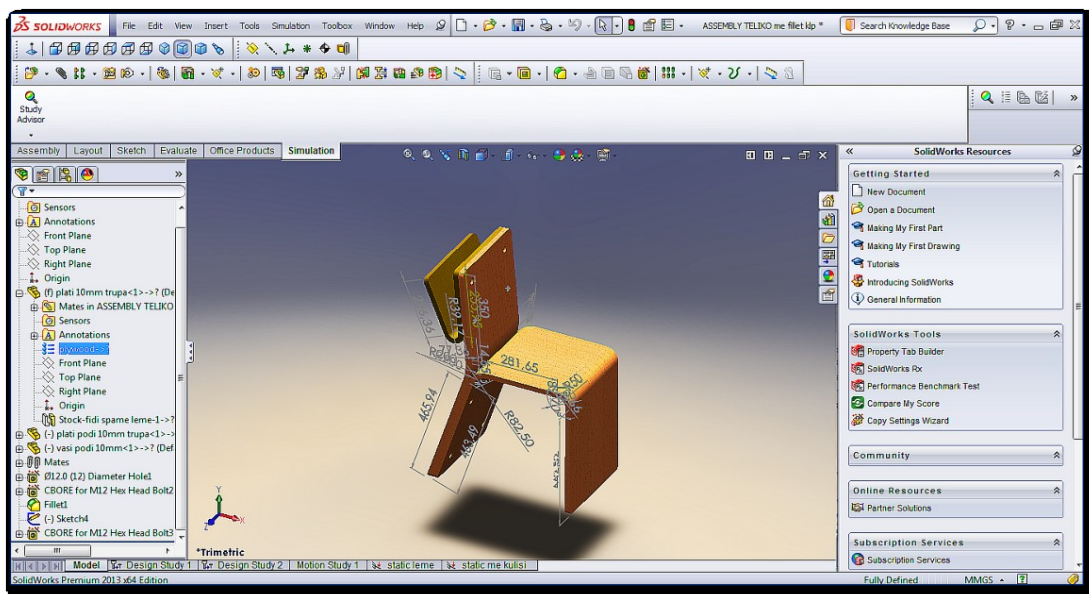 SOLIDWORKS File Edit View Insert Tools Simulation Toolbox Window Help ASSEMBLY TELIKO me fillet klp * Search Knowledge Base
Study
Advisor
Assembly Layout Sketch Evaluate Office Products Simulation
SolidWorks Resources
Sensors
Annotations
Front Plane
Top Plane
Right Plane
Origin
(f) plati 10mm trupa<1>->? (De
Mates in ASSEMBLY TELIKO
Sensors
Annotations
plywood->?
Front Plane
Top Plane
Right Plane
Origin
Stock-fidi spame leme-1->?
(-) plati podi 10mm trupa<1>->
(-) vasi podi 10mm<1>->? (Def
Mates
Ø12.0 (12) Diameter Hole1
CBORE for M12 Hex Head Bolt2
Fillet1
(-) Sketch4
CBORE for M12 Hex Head Bolt3
350
R39,17
281,65
465,94
463,49
R82,50
R50
Y
X
Z
*Trimetric
Getting Started
New Document
Open a Document
Making My First Part
Making My First Drawing
Tutorials
Introducing SolidWorks
General Information
SolidWorks Tools
Property Tab Builder
SolidWorks Rx
Performance Benchmark Test
Compare My Score
Copy Settings Wizard
Community
Online Resources
Partner Solutions
Subscription Services
Subscription Services
Model Design Study 1 Design Study 2 Motion Study 1 static leme static me kulisi
SolidWorks Premium 2013 x64 Edition Fully Defined MMGS